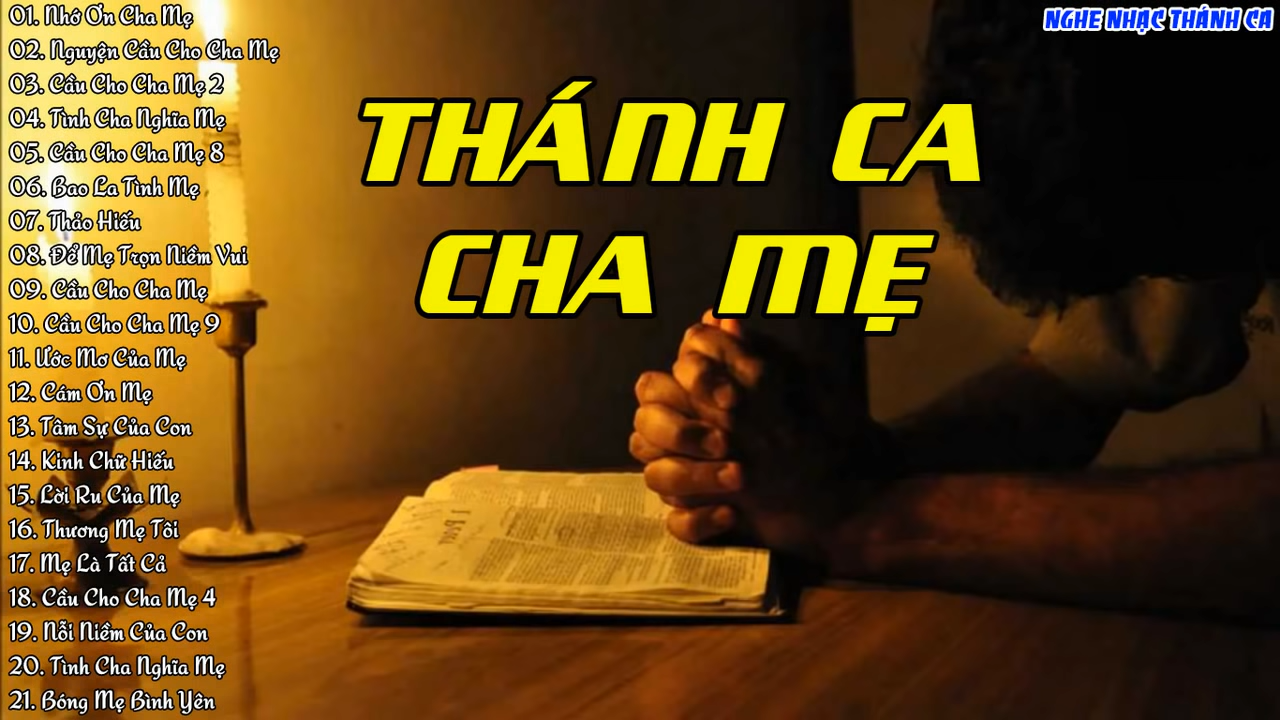 01. Nhớ Ơn Cha Mẹ
02. Nguyện Cầu Cho Cha Mẹ
03. Cầu Cho Cha Mẹ 2
04. Tình Cha Nghĩa Mẹ
05. Cầu Cho Cha Mẹ 8
06. Bao La Tình Mẹ
07. Thảo Hiếu
08. Để Mẹ Trọn Niềm Vui
09. Cầu Cho Cha Mẹ
10. Cầu Cho Cha Mẹ 9
11. Ước Mơ Của Mẹ
12. Cám Ơn Mẹ
13. Tâm Sự Của Con
14. Kinh Chữ Hiếu
15. Lời Ru Của Mẹ
16. Thương Mẹ Tôi
17. Mẹ Là Tất Cả
18. Cầu Cho Cha Mẹ 4
19. Nỗi Niềm Của Con
20. Tình Cha Nghĩa Mẹ
21. Bóng Mẹ Bình Yên
NGHE NHẠC THÁNH CA
THÁNH CA
CHA MẸ